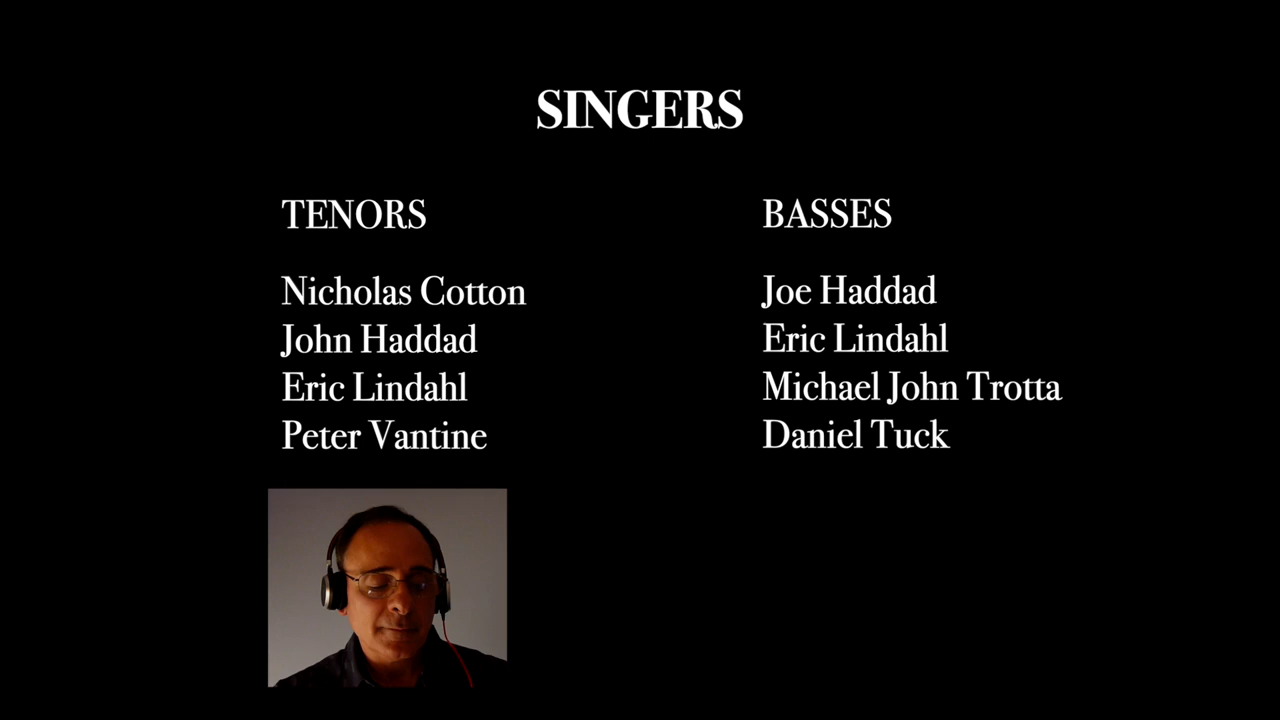 SINGERS
TENORS
Nicholas Cotton
John Haddad
Eric Lindahl
Peter Vantine
BASSES
Joe Haddad
Eric Lindahl
Michael John Trotta
Daniel Tuck